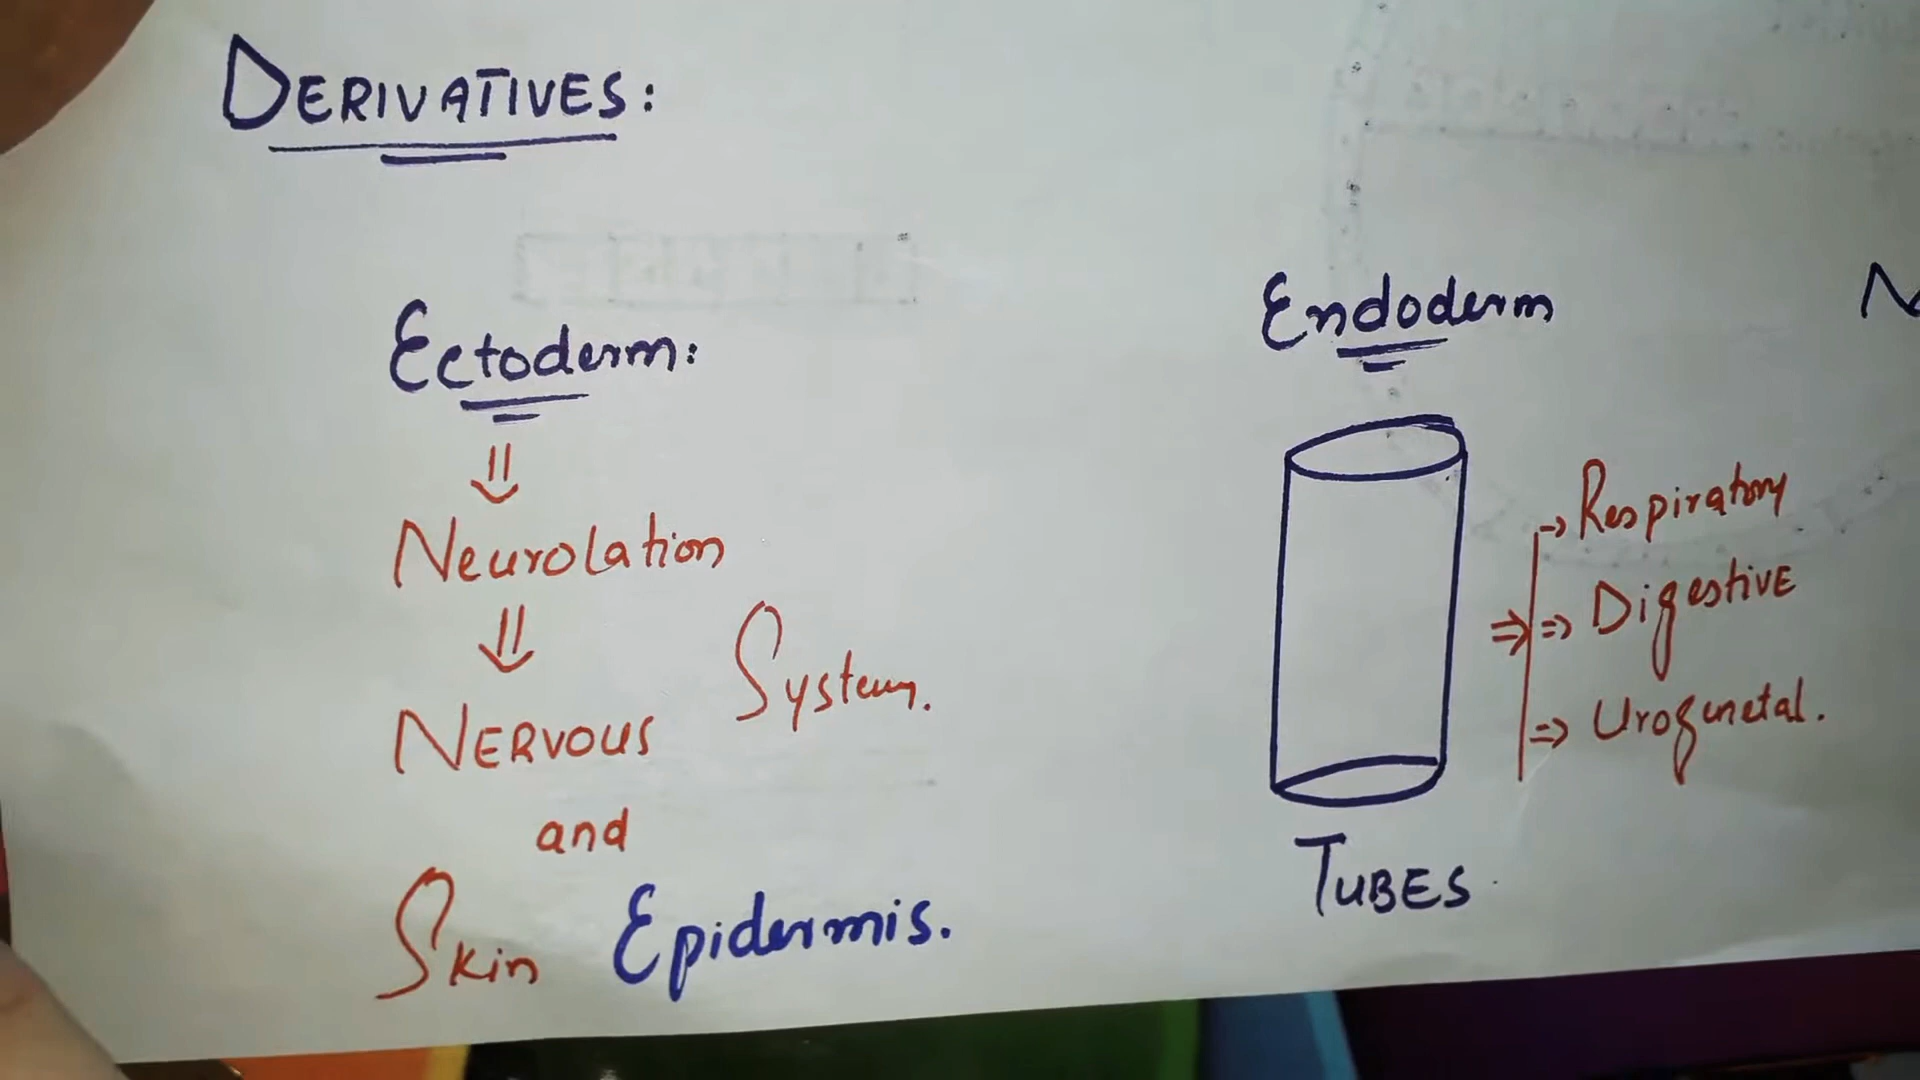 DERIVATIVES:
Ectoderm:
⇓
Neurolation
⇓
NERVOUS System.
and
Skin Epidermis.
Endoderm
→ Respiratory
⇒ ⇒ Digestive
⇒ Urogenetal.
TUBES